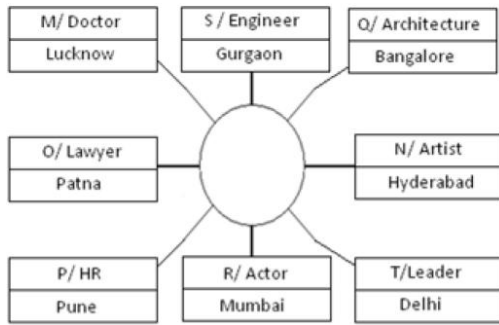 M/ Doctor
Lucknow
S / Engineer
Gurgaon
Q/ Architecture
Bangalore
O/ Lawyer
Patna
N/ Artist
Hyderabad
P/ HR
Pune
R/ Actor
Mumbai
T/Leader
Delhi